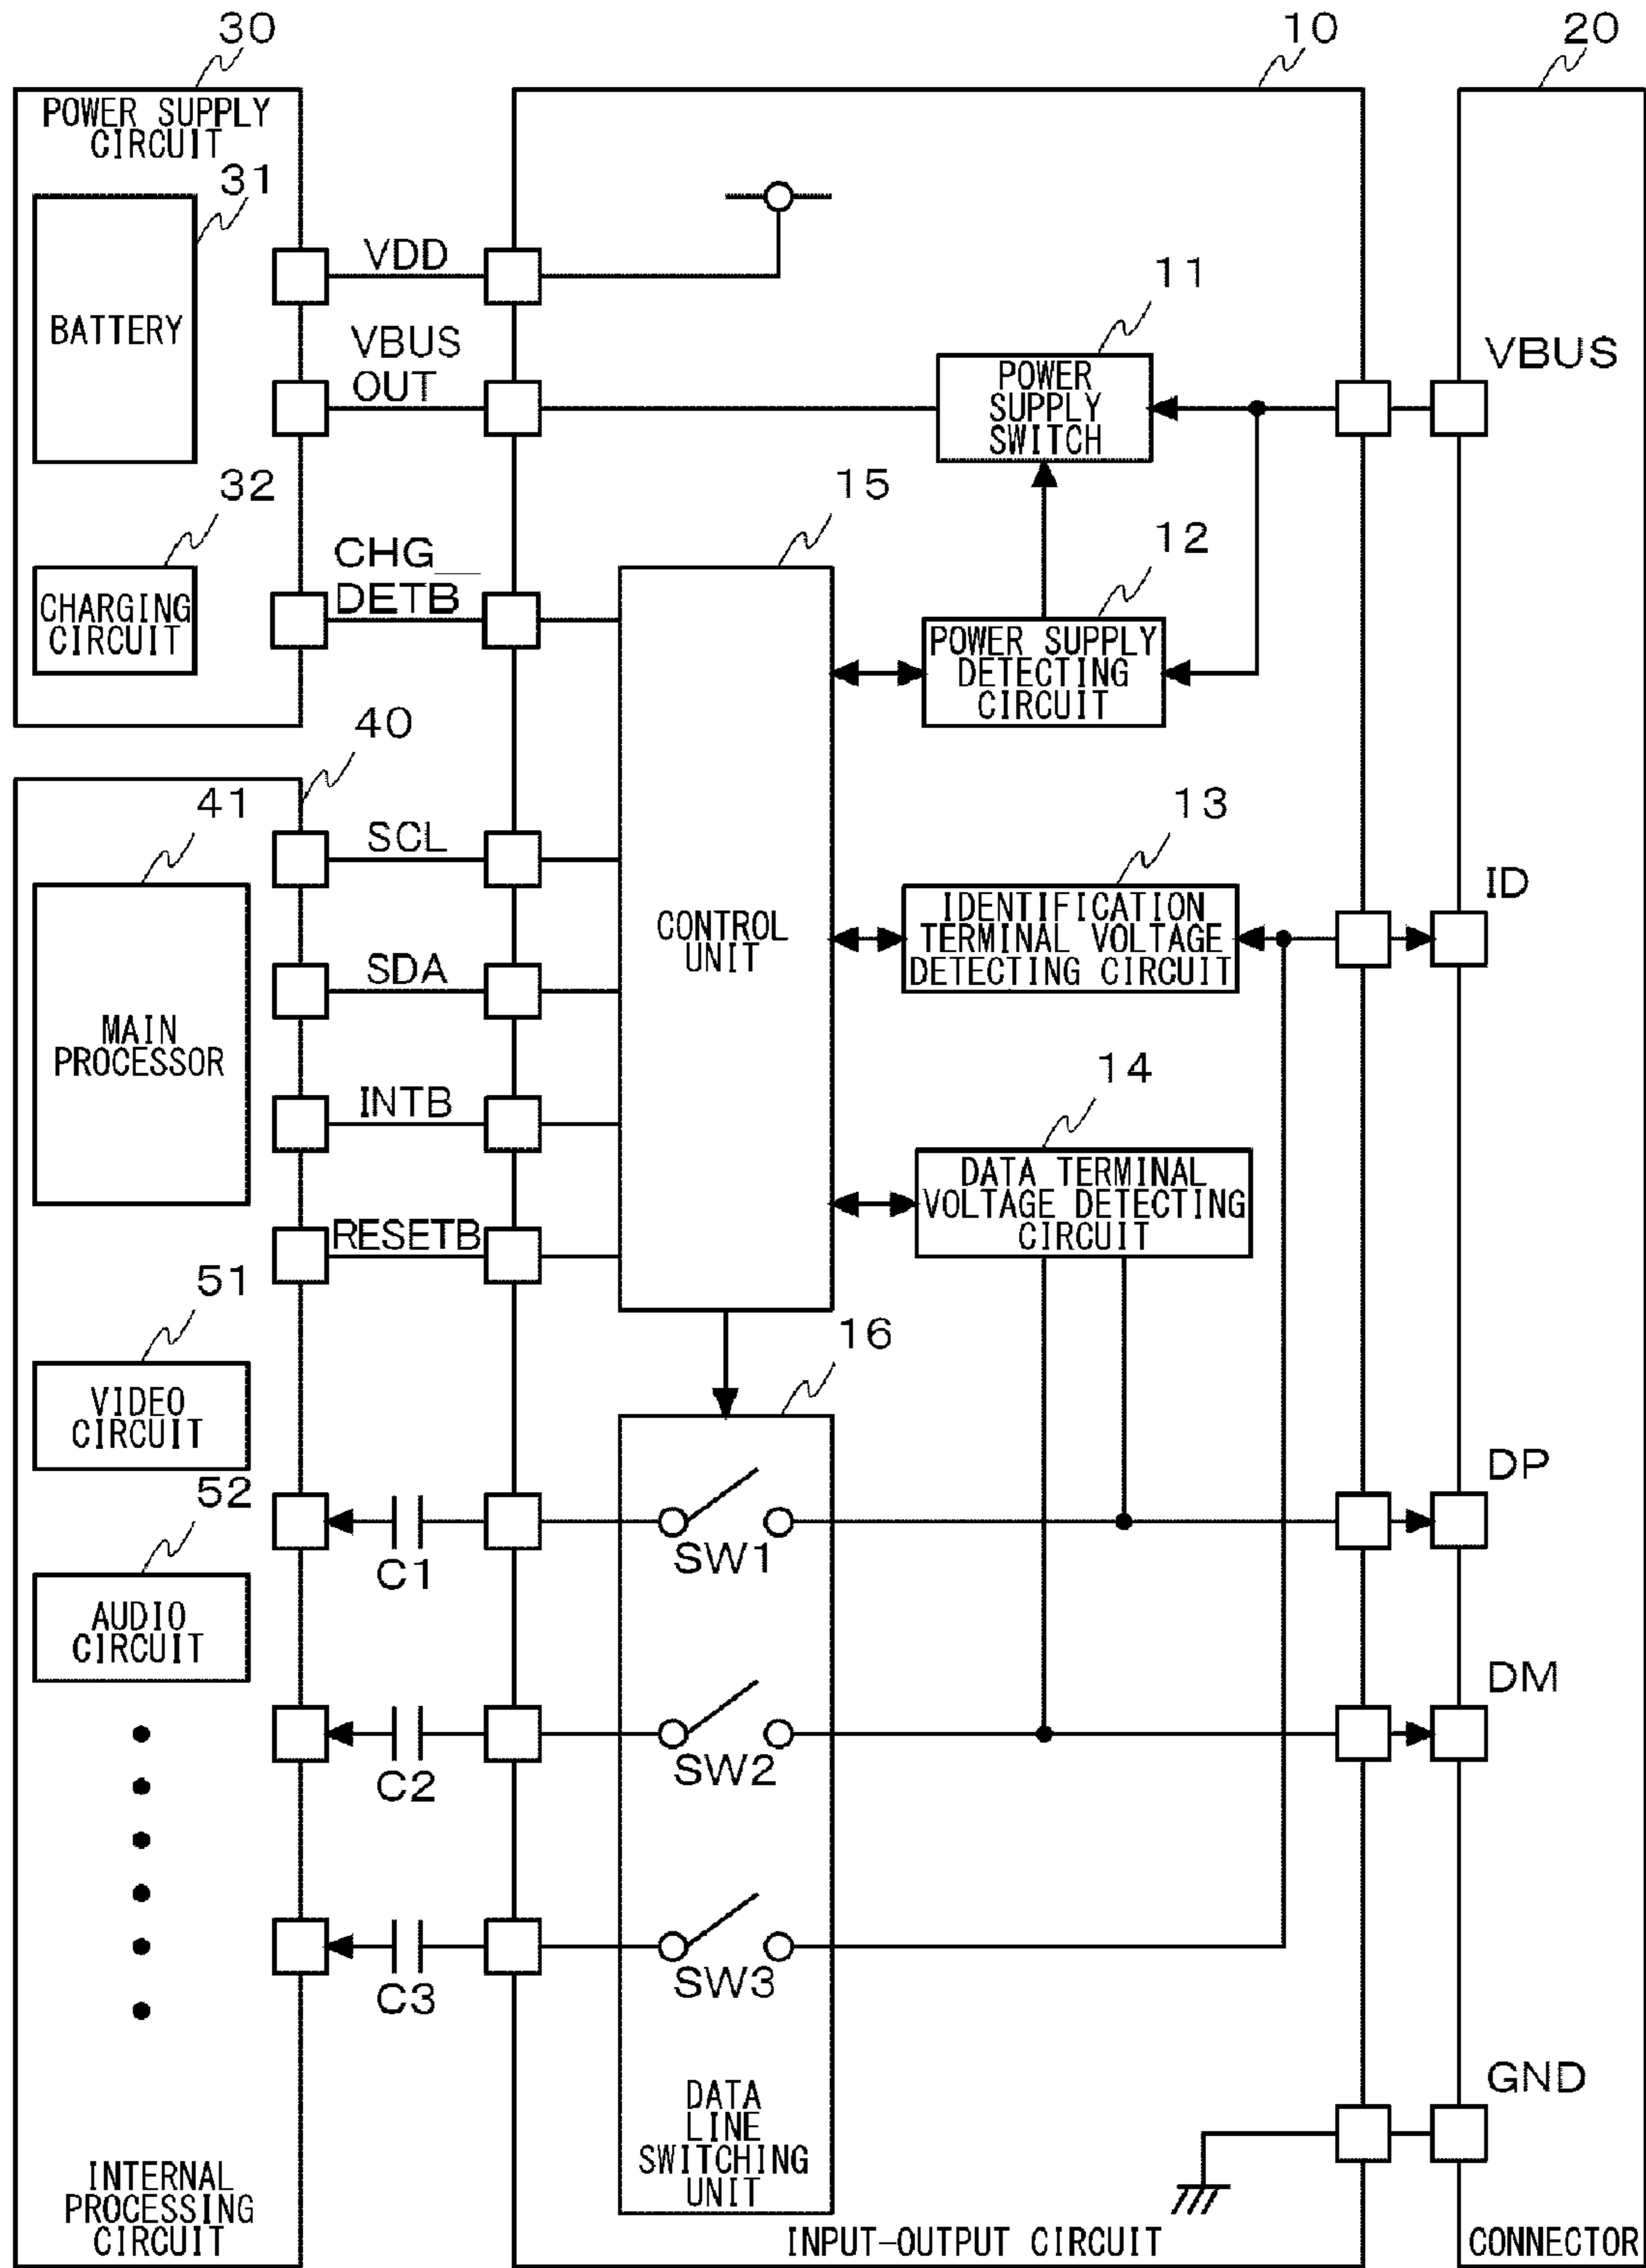 30
10
20
POWER SUPPLY
CIRCUIT
31
BATTERY
32
CHARGING
CIRCUIT
VDD
VBUS
OUT
CHG_
DETB
11
POWER
SUPPLY
SWITCH
VBUS
15
12
POWER SUPPLY
DETECTING
CIRCUIT
40
41
MAIN
PROCESSOR
SCL
SDA
INTB
RESETB
CONTROL
UNIT
13
IDENTIFICATION
TERMINAL VOLTAGE
DETECTING CIRCUIT
ID
14
DATA TERMINAL
VOLTAGE DETECTING
CIRCUIT
51
VIDEO
CIRCUIT
16
52
AUDIO
CIRCUIT
C1
SW1
DP
C2
SW2
DM
C3
SW3
DATA
LINE
SWITCHING
UNIT
GND
INTERNAL
PROCESSING
CIRCUIT
INPUT-OUTPUT CIRCUIT
CONNECTOR